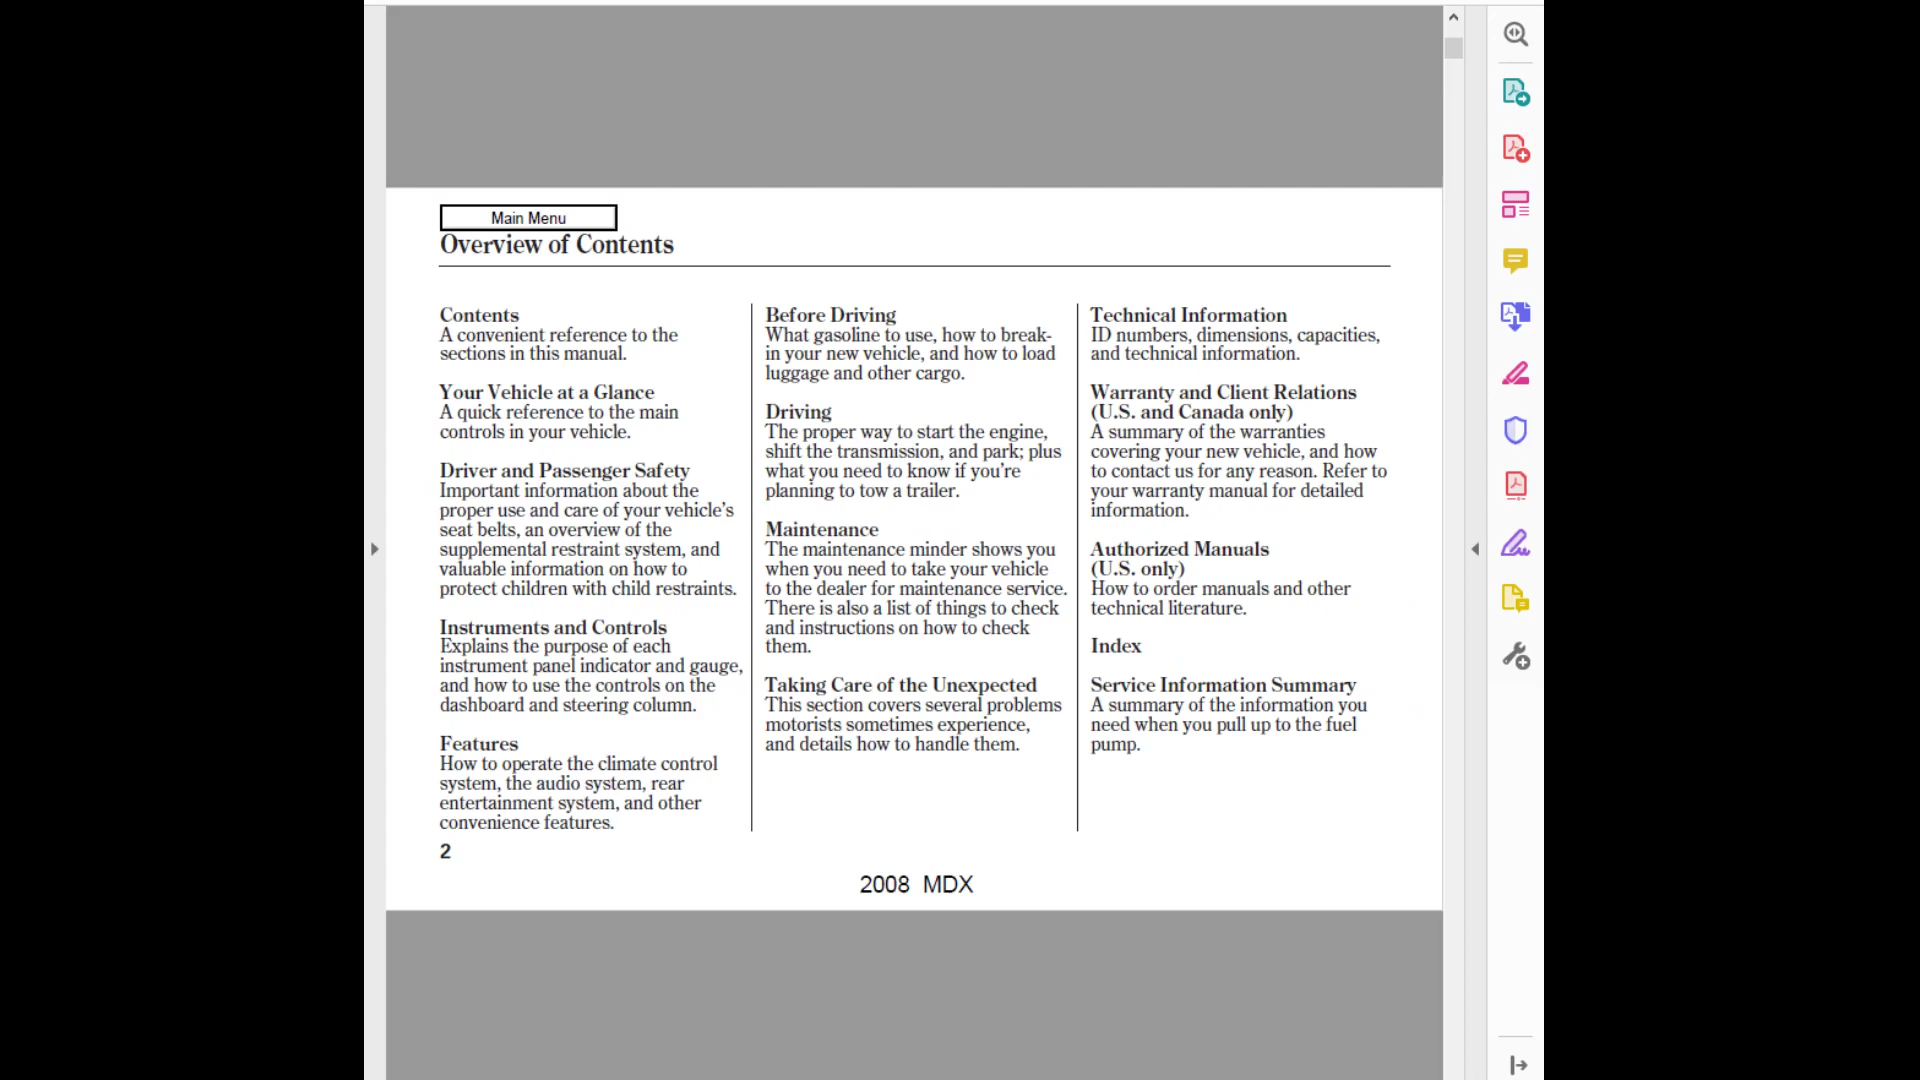 Main Menu
Overview of Contents
Contents
A convenient reference to the
sections in this manual.
Your Vehicle at a Glance
A quick reference to the main
controls in your vehicle.
Driver and Passenger Safety
Important information about the
proper use and care of your vehicle's
seat belts, an overview of the
supplemental restraint system, and
valuable information on how to
protect children with child restraints.
Instruments and Controls
Explains the purpose of each
instrument panel indicator and gauge,
and how to use the controls on the
dashboard and steering column.
Features
How to operate the climate control
system, the audio system, rear
entertainment system, and other
convenience features.
Before Driving
What gasoline to use, how to break-
in your new vehicle, and how to load
luggage and other cargo.
Driving
The proper way to start the engine,
shift the transmission, and park; plus
what you need to know if you're
planning to tow a trailer.
Maintenance
The maintenance minder shows you
when you need to take your vehicle
to the dealer for maintenance service.
There is also a list of things to check
and instructions on how to check
them.
Taking Care of the Unexpected
This section covers several problems
motorists sometimes experience,
and details how to handle them.
Technical Information
ID numbers, dimensions, capacities,
and technical information.
Warranty and Client Relations
(U.S. and Canada only)
A summary of the warranties
covering your new vehicle, and how
to contact us for any reason. Refer to
your warranty manual for detailed
information.
Authorized Manuals
(U.S. only)
How to order manuals and other
technical literature.
Index
Service Information Summary
A summary of the information you
need when you pull up to the fuel
pump.
2
2008 MDX